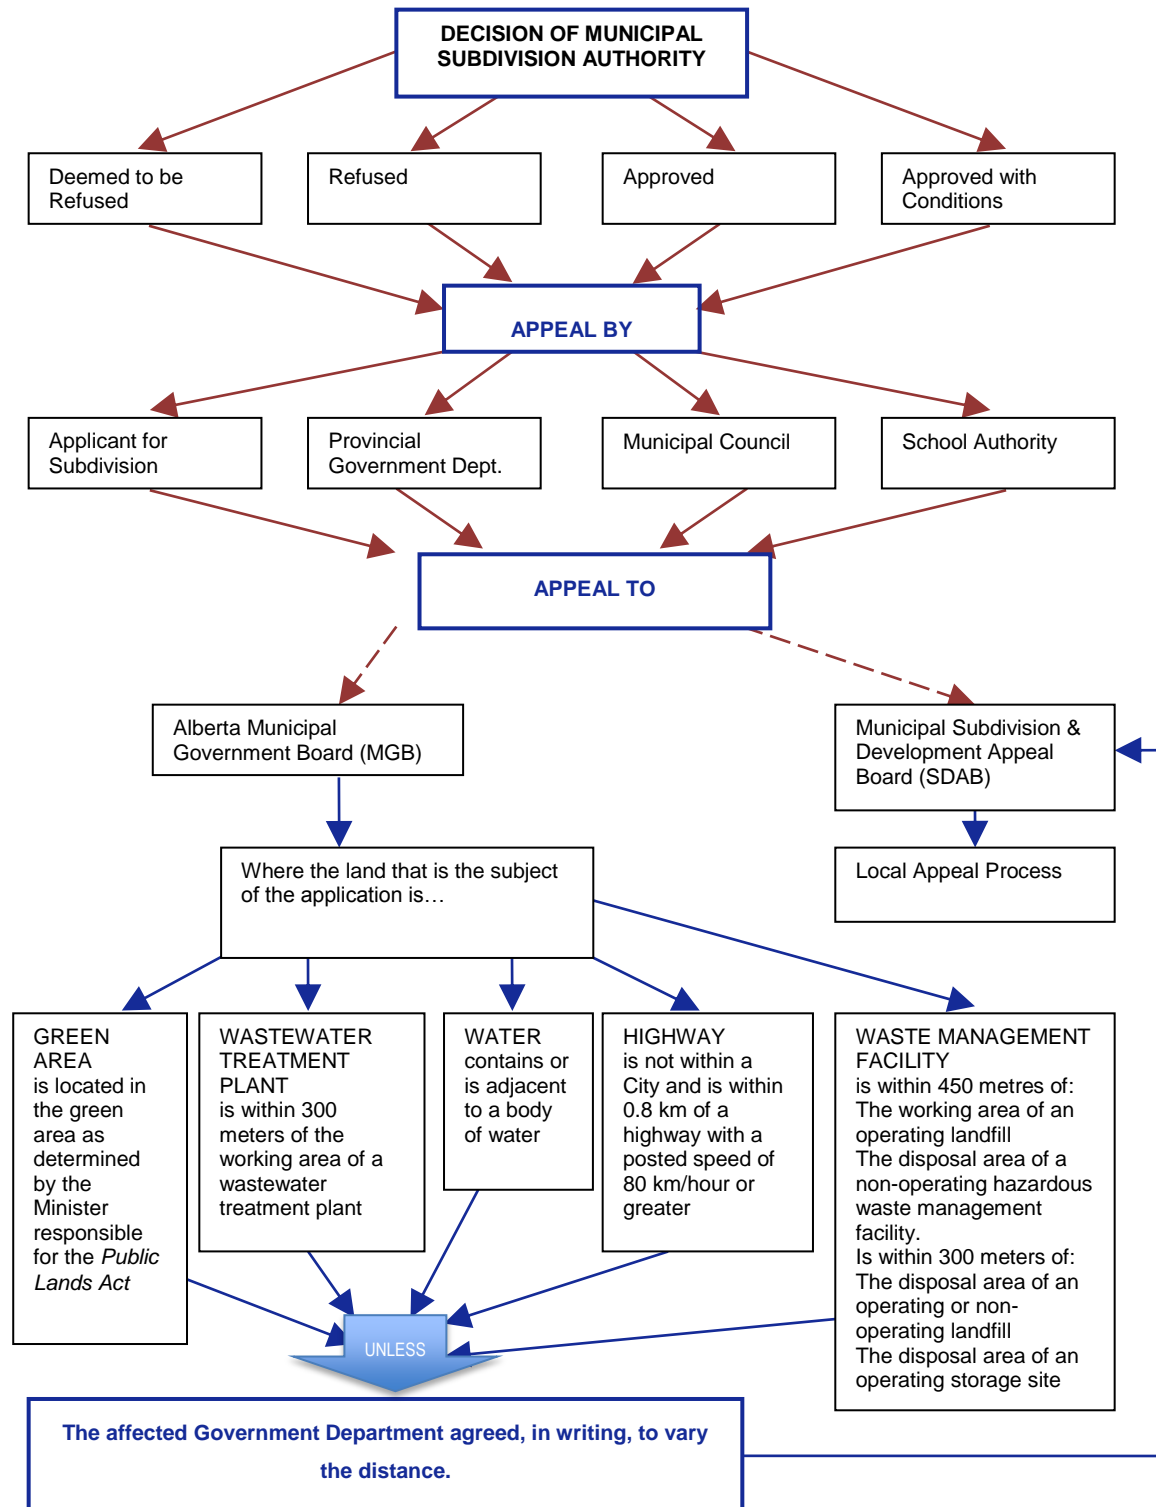 DECISION OF MUNICIPAL
SUBDIVISION AUTHORITY
Deemed to be
Refused
Refused
Approved
Approved with
Conditions
APPEAL BY
Applicant for
Subdivision
Provincial
Government Dept.
Municipal Council
School Authority
APPEAL TO
Alberta Municipal
Government Board (MGB)
Municipal Subdivision &
Development Appeal
Board (SDAB)
Where the land that is the subject
of the application is…
Local Appeal Process
GREEN
AREA
is located in
the green
area as
determined
by the
Minister
responsible
for the Public
Lands Act
WASTEWATER
TREATMENT
PLANT
is within 300
meters of the
working area of a
wastewater
treatment plant
WATER
contains or
is adjacent
to a body
of water
HIGHWAY
is not within a
City and is within
0.8 km of a
highway with a
posted speed of
80 km/hour or
greater
WASTE MANAGEMENT
FACILITY
is within 450 metres of:
The working area of an
operating landfill
The disposal area of a
non-operating hazardous
waste management
facility.
Is within 300 meters of:
The disposal area of an
operating or non-
operating landfill
The disposal area of an
operating storage site
UNLESS
The affected Government Department agreed, in writing, to vary
the distance.